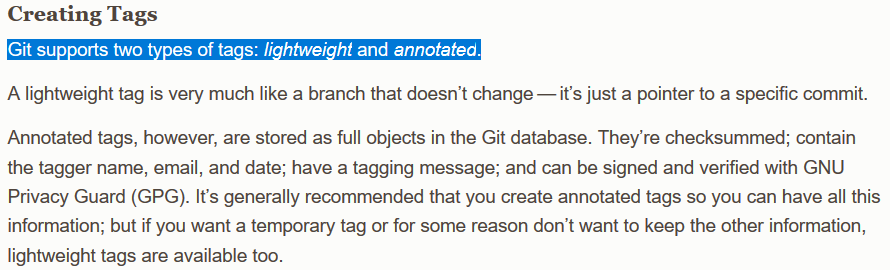 Creating Tags
Git supports two types of tags: lightweight and annotated.
A lightweight tag is very much like a branch that doesn’t change — it’s just a pointer to a specific commit.
Annotated tags, however, are stored as full objects in the Git database. They’re checksummed; contain
the tagger name, email, and date; have a tagging message; and can be signed and verified with GNU
Privacy Guard (GPG). It’s generally recommended that you create annotated tags so you can have all this
information; but if you want a temporary tag or for some reason don’t want to keep the other information,
lightweight tags are available too.